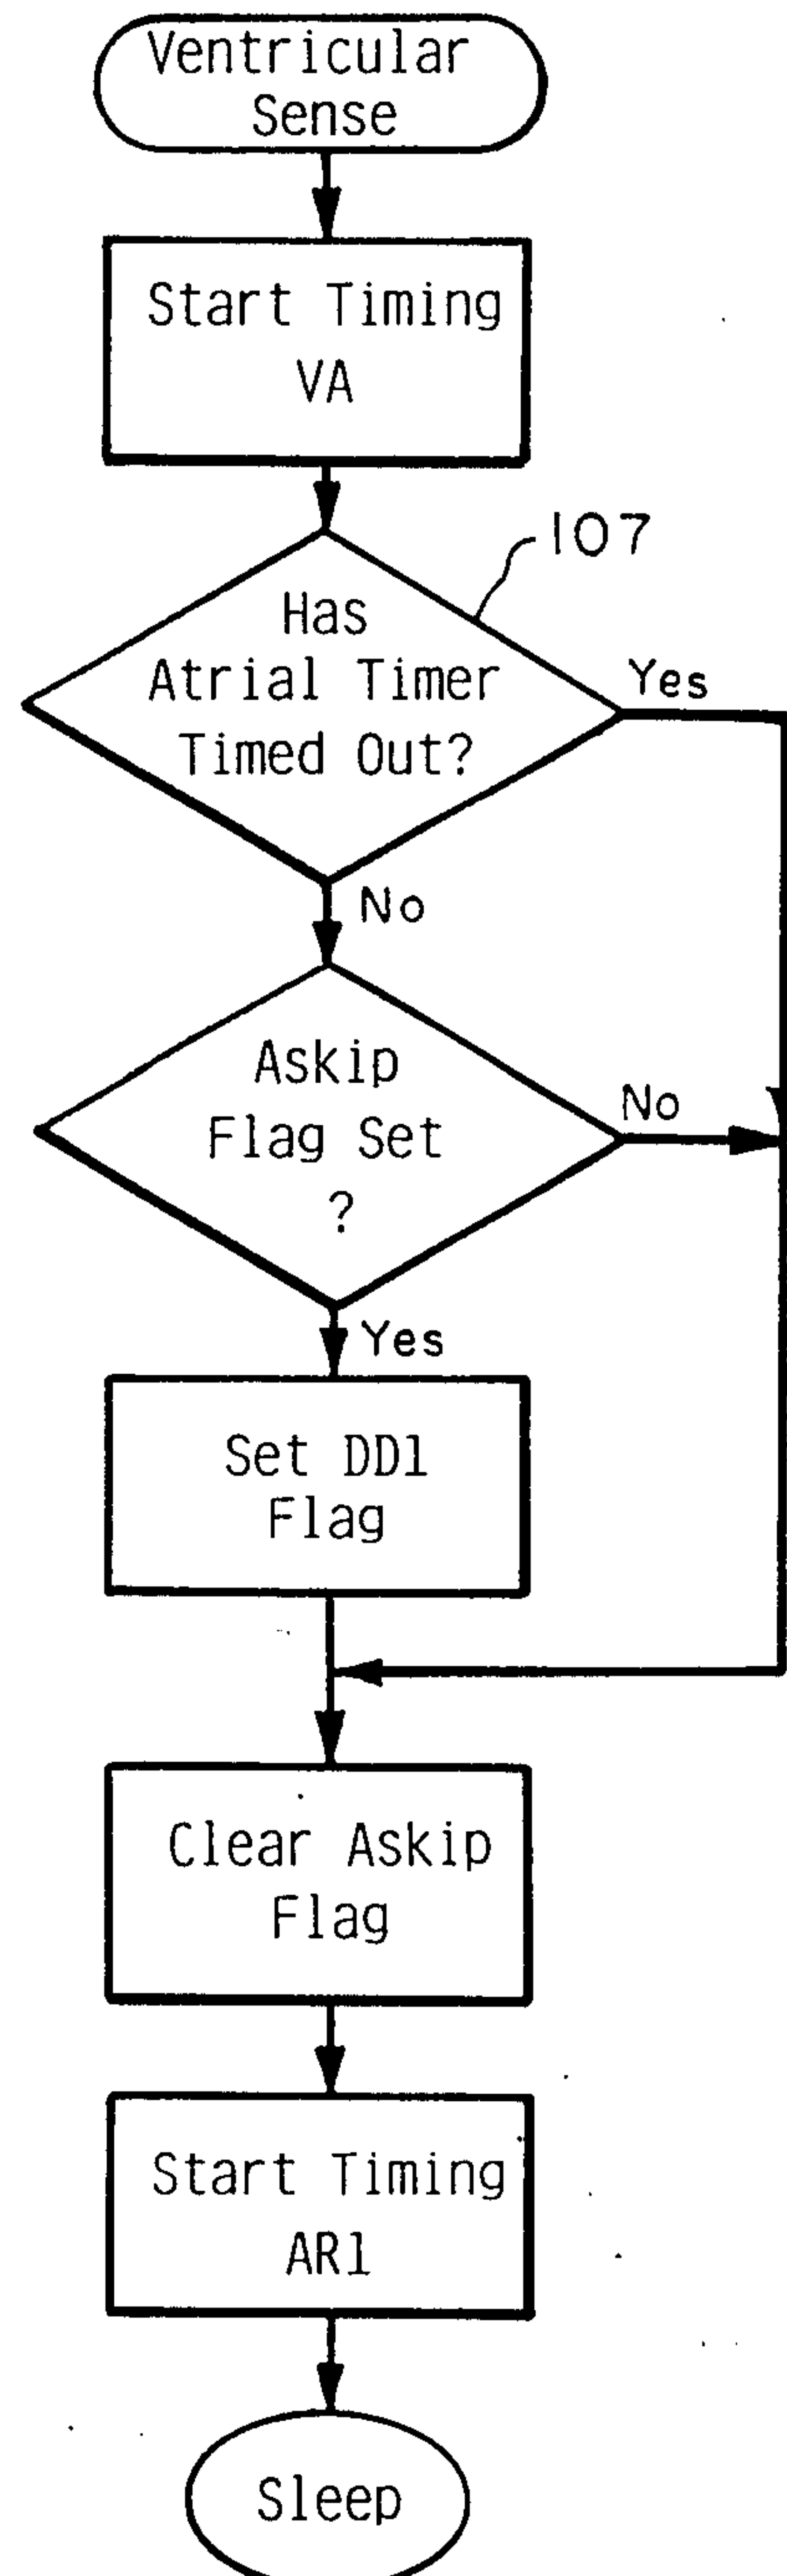 Ventricular
Sense
Start Timing
VA
107
Has
Atrial Timer
Timed Out?
Yes
No
Askip
Flag Set
?
No
Yes
Set DD1
Flag
Clear Askip
Flag
Start Timing
AR1
Sleep